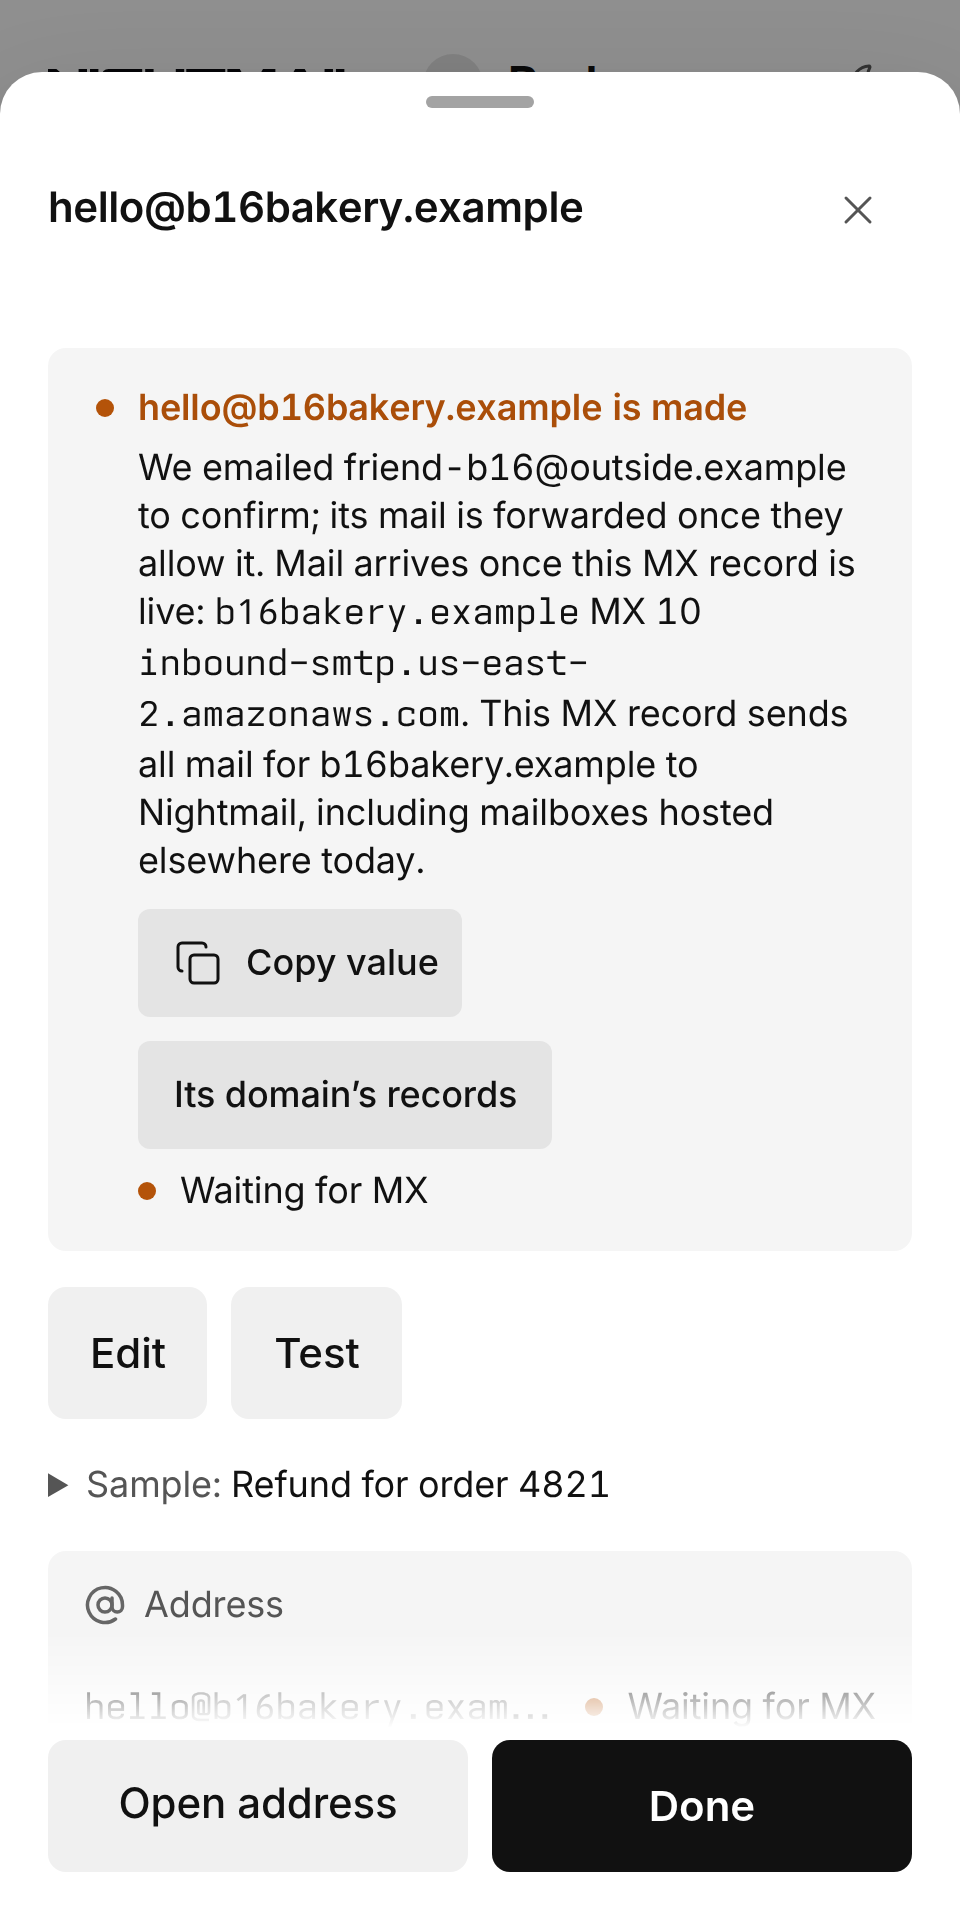 hello@b16bakery.example
hello@b16bakery.example is made
We emailed friend-b16@outside.example
to confirm; its mail is forwarded once they
allow it. Mail arrives once this MX record is
live: b16bakery.example MX 10
inbound-smtp.us-east-
2.amazonaws.com. This MX record sends
all mail for b16bakery.example to
Nightmail, including mailboxes hosted
elsewhere today.
Copy value
Its domain’s records
Waiting for MX
Edit Test
Sample: Refund for order 4821
Address
hello@b16bakery.exam... Waiting for MX
Open address Done